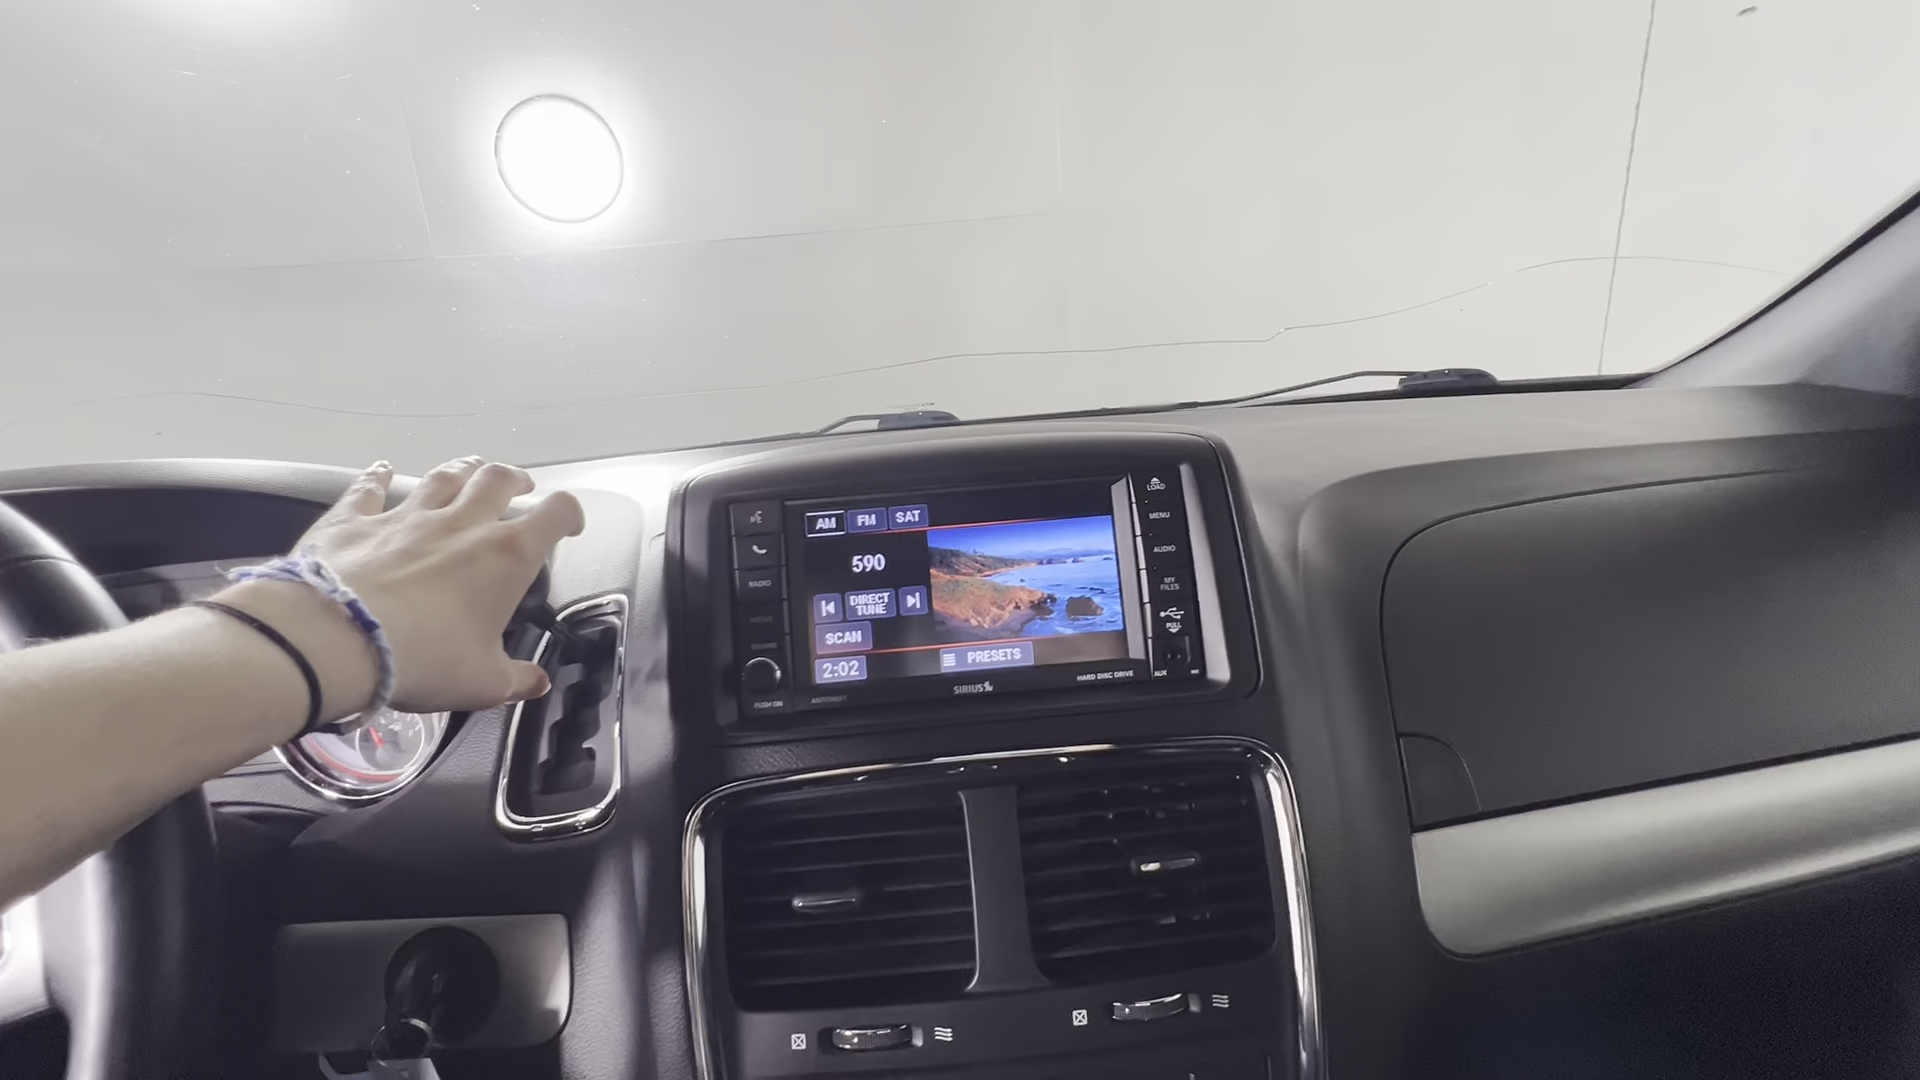 AM FM SAT
590
DIRECT
TUNE
SCAN
2:02
PRESETS
RADIO
PUSH ON
ANTITHEFT
SIRIUS
HARD DISC DRIVE
LOAD
MENU
AUDIO
MY
FILES
PULL
AUX